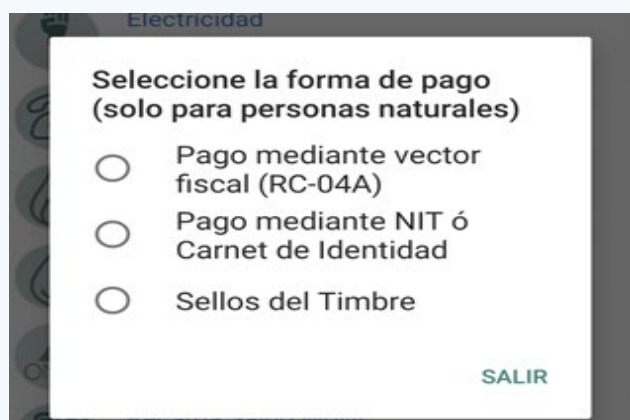 Electricidad
Seleccione la forma de pago
(solo para personas naturales)
Pago mediante vector
fiscal (RC-04A)
Pago mediante NIT ó
Carnet de Identidad
Sellos del Timbre
SALIR